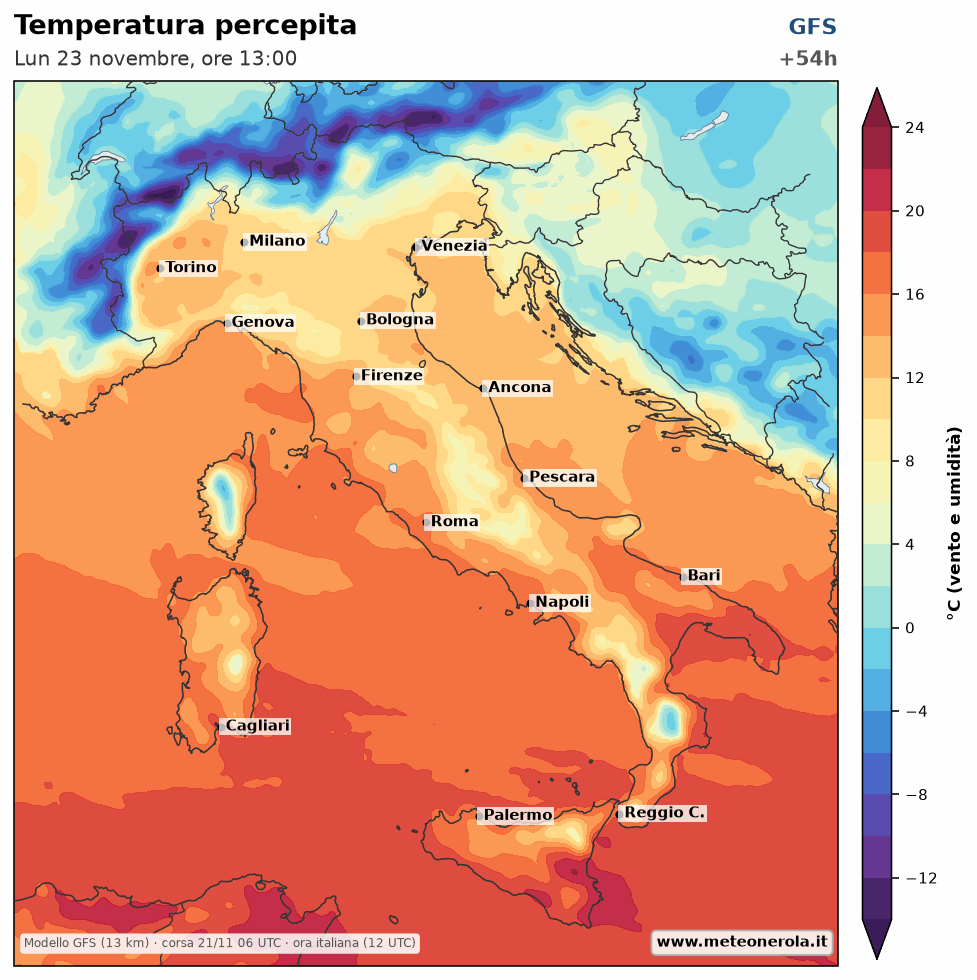 Temperatura percepita
GFS
Lun 23 novembre, ore 13:00
+54h
Milano
Venezia
Torino
Genova
Bologna
Firenze
Ancona
Pescara
Roma
Bari
Napoli
Cagliari
Palermo
Reggio C.
24
20
16
12
8
4
0
−4
−8
−12
°C (vento e umidità)
Modello GFS (13 km) · corsa 21/11 06 UTC · ora italiana (12 UTC)
www.meteonerola.it